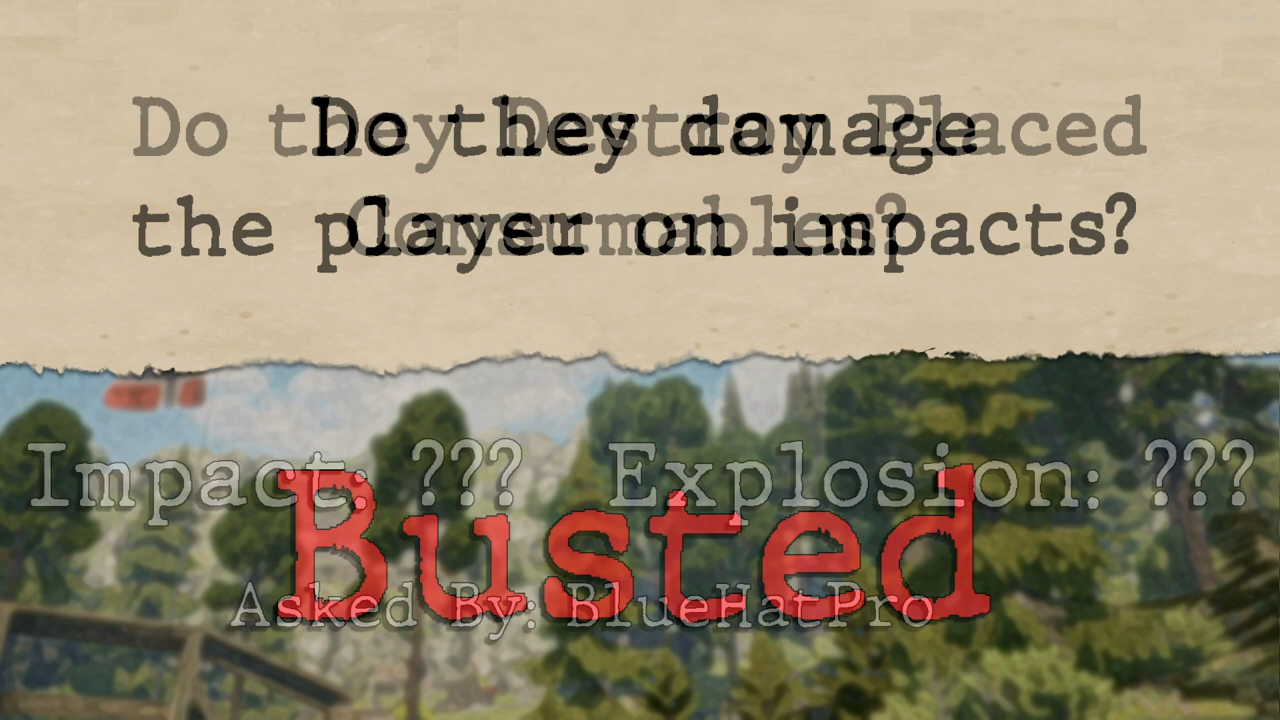 Do they damage
the player on impacts?
Do they Destroy Placed
Consumables?
Impact: ??? Explosion: ???
Busted
Asked By: BlueHatPro